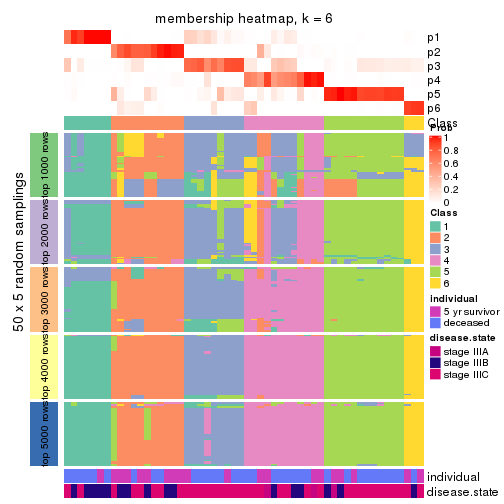 membership heatmap, k = 6
p1
p2
p3
p4
p5
p6
Class
50 x 5 random samplings
top 1000 rows
top 2000 rows
top 3000 rows
top 4000 rows
top 5000 rows
Prob
1
0.8
0.6
0.4
0.2
0
Class
1
2
3
4
5
6
individual
5 yr survivor
deceased
disease.state
stage IIIA
stage IIIB
stage IIIC
individual
disease.state